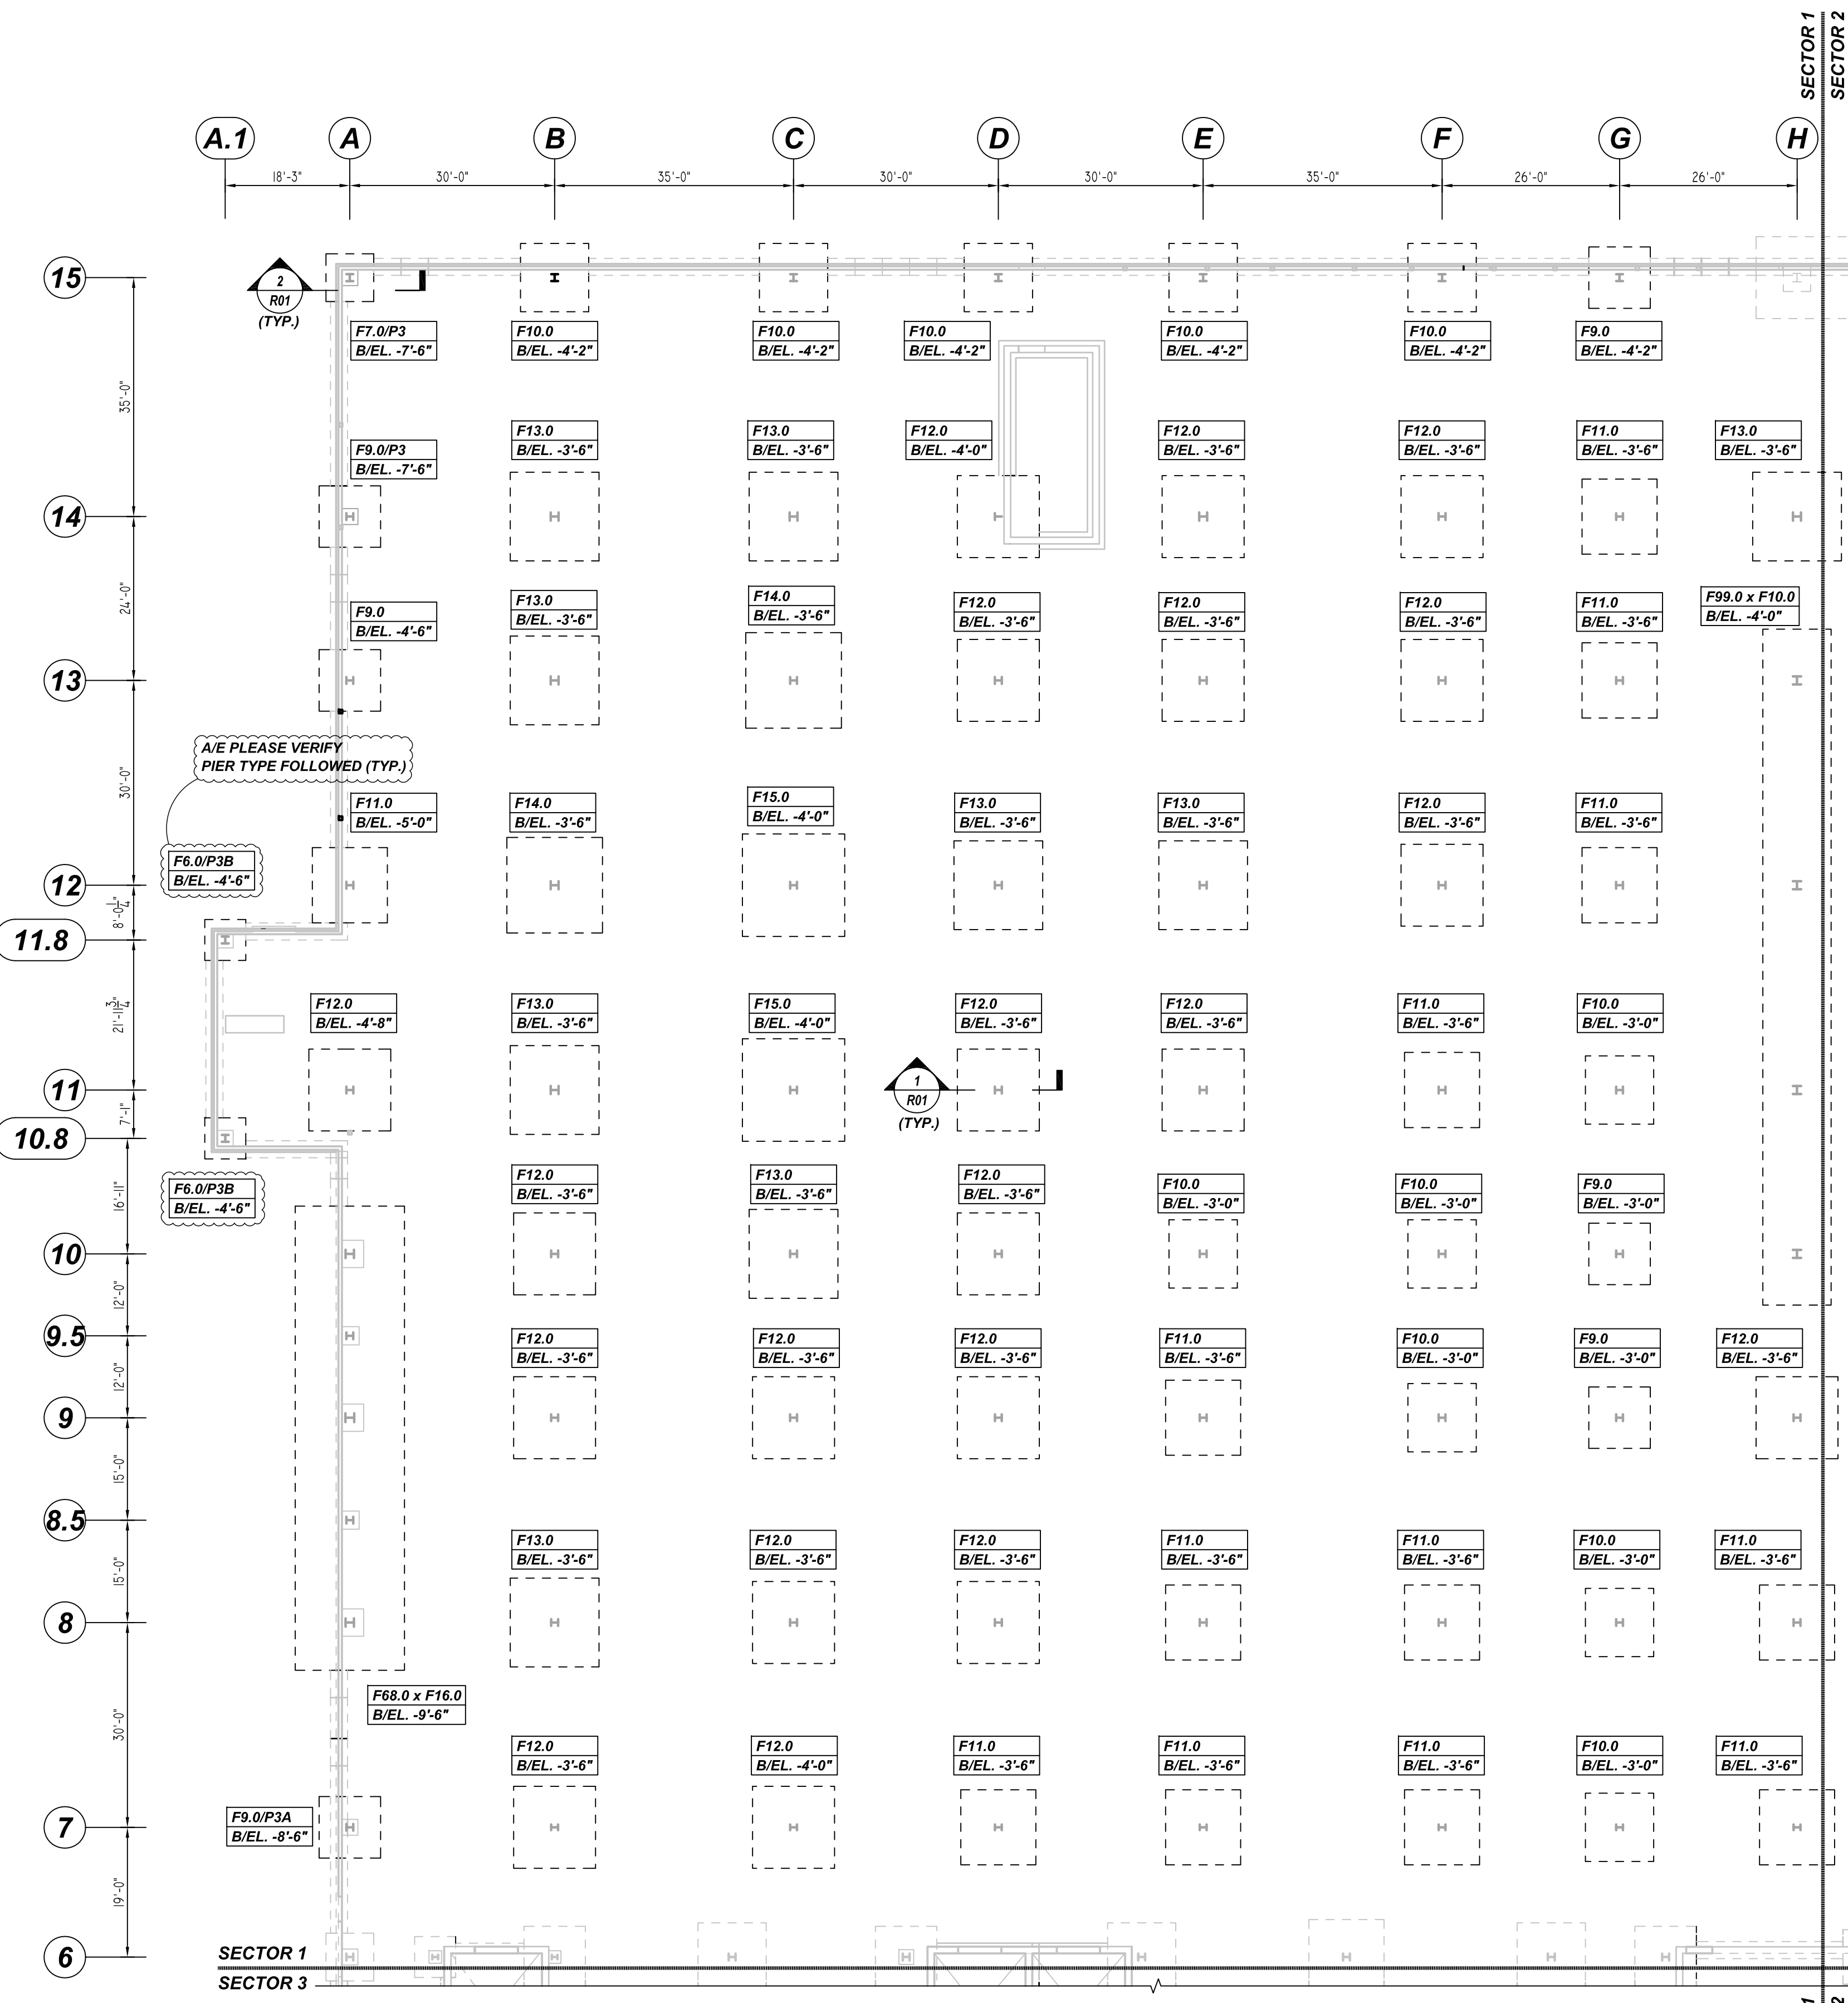 SECTOR 1
SECTOR 2
A.1
A
B
C
D
E
F
G
H
18'-3"
30'-0"
35'-0"
30'-0"
30'-0"
35'-0"
26'-0"
26'-0"
15
2
R01
(TYP.)
F7.0/P3
B/EL. -7'-6"
F10.0
B/EL. -4'-2"
F10.0
B/EL. -4'-2"
F10.0
B/EL. -4'-2"
F10.0
B/EL. -4'-2"
F10.0
B/EL. -4'-2"
F9.0
B/EL. -4'-2"
35'-0"
F9.0/P3
B/EL. -7'-6"
F13.0
B/EL. -3'-6"
F13.0
B/EL. -3'-6"
F12.0
B/EL. -4'-0"
F12.0
B/EL. -3'-6"
F12.0
B/EL. -3'-6"
F11.0
B/EL. -3'-6"
F13.0
B/EL. -3'-6"
14
24'-0"
F9.0
B/EL. -4'-6"
F13.0
B/EL. -3'-6"
F14.0
B/EL. -3'-6"
F12.0
B/EL. -3'-6"
F12.0
B/EL. -3'-6"
F12.0
B/EL. -3'-6"
F11.0
B/EL. -3'-6"
F99.0 x F10.0
B/EL. -4'-0"
13
A/E PLEASE VERIFY
PIER TYPE FOLLOWED (TYP.)
30'-0"
F11.0
B/EL. -5'-0"
F14.0
B/EL. -3'-6"
F15.0
B/EL. -4'-0"
F13.0
B/EL. -3'-6"
F13.0
B/EL. -3'-6"
F12.0
B/EL. -3'-6"
F11.0
B/EL. -3'-6"
F6.0/P3B
B/EL. -4'-6"
12
8'-0 1/4"
11.8
21'-11 3/4"
F12.0
B/EL. -4'-8"
F13.0
B/EL. -3'-6"
F15.0
B/EL. -4'-0"
F12.0
B/EL. -3'-6"
F12.0
B/EL. -3'-6"
F11.0
B/EL. -3'-6"
F10.0
B/EL. -3'-0"
11
1
R01
(TYP.)
7'-1"
10.8
F6.0/P3B
B/EL. -4'-6"
F12.0
B/EL. -3'-6"
F13.0
B/EL. -3'-6"
F12.0
B/EL. -3'-6"
F10.0
B/EL. -3'-0"
F10.0
B/EL. -3'-0"
F9.0
B/EL. -3'-0"
16'-11"
10
12'-0"
9.5
F12.0
B/EL. -3'-6"
F12.0
B/EL. -3'-6"
F12.0
B/EL. -3'-6"
F11.0
B/EL. -3'-6"
F10.0
B/EL. -3'-0"
F9.0
B/EL. -3'-0"
F12.0
B/EL. -3'-6"
12'-0"
9
15'-0"
8.5
F13.0
B/EL. -3'-6"
F12.0
B/EL. -3'-6"
F12.0
B/EL. -3'-6"
F11.0
B/EL. -3'-6"
F11.0
B/EL. -3'-6"
F10.0
B/EL. -3'-0"
F11.0
B/EL. -3'-6"
15'-0"
8
F68.0 x F16.0
B/EL. -9'-6"
30'-0"
F12.0
B/EL. -3'-6"
F12.0
B/EL. -4'-0"
F11.0
B/EL. -3'-6"
F11.0
B/EL. -3'-6"
F11.0
B/EL. -3'-6"
F10.0
B/EL. -3'-0"
F11.0
B/EL. -3'-6"
F9.0/P3A
B/EL. -8'-6"
7
19'-0"
6
SECTOR 1
SECTOR 3
1
2